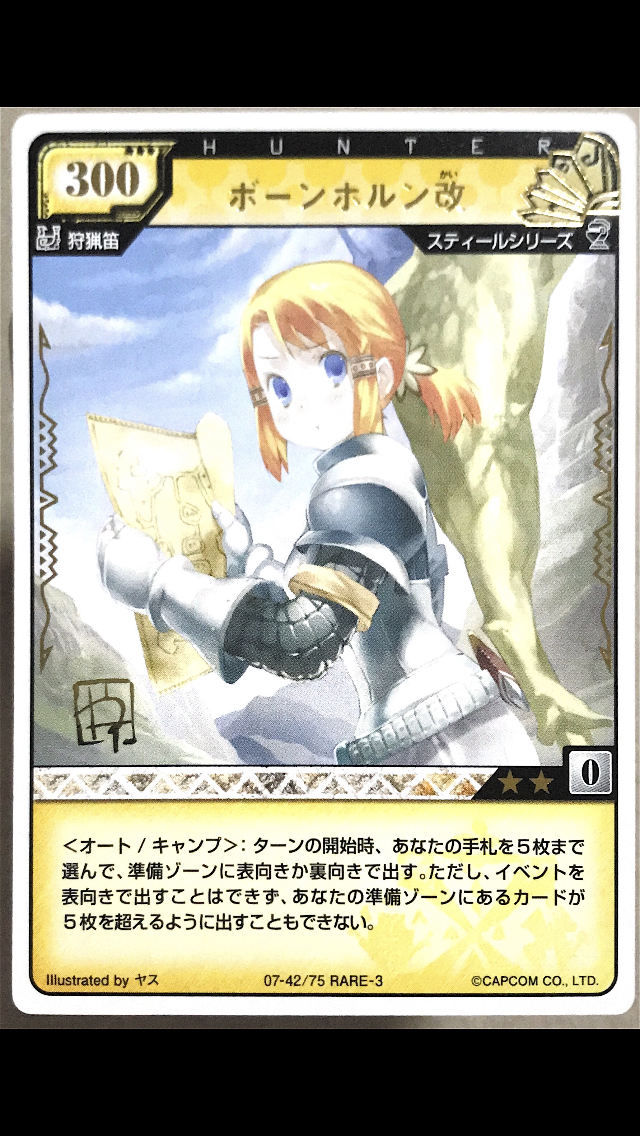 HUNTER
300
ボーンホルン改
かい
狩猟笛
スティールシリーズ
2
0
<オート / キャンプ>: ターンの開始時、あなたの手札を5枚まで
選んで、準備ゾーンに表向きか裏向きで出す。ただし、イベントを
表向きで出すことはできず、あなたの準備ゾーンにあるカードが
5枚を超えるように出すこともできない。
Illustrated by ヤス
07-42/75 RARE-3
©CAPCOM CO., LTD.